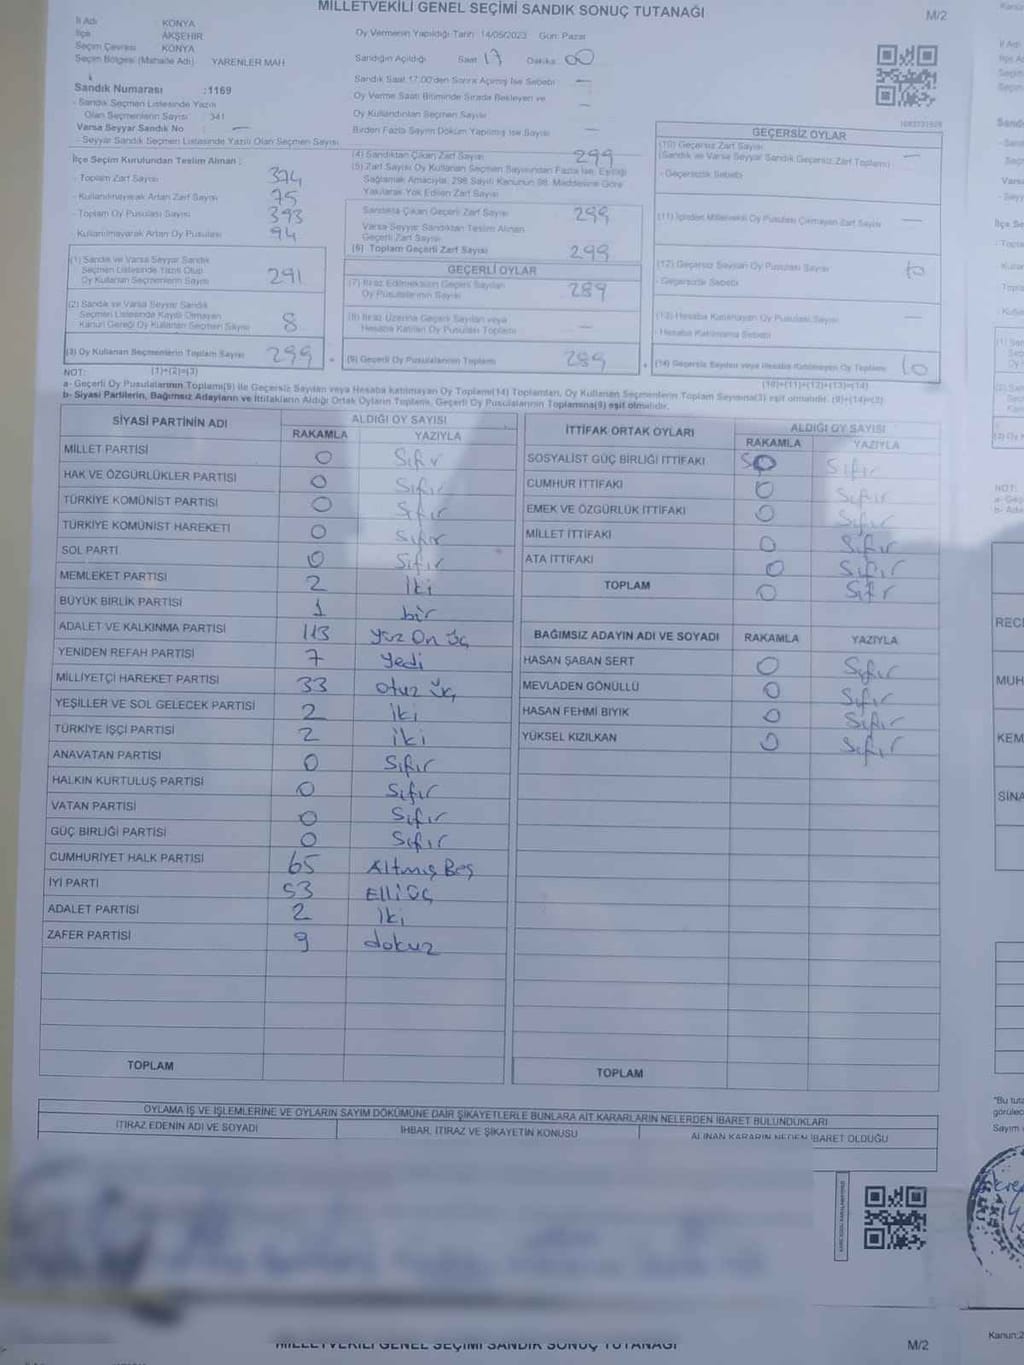 MİLLETVEKİLİ GENEL SEÇİMİ SANDIK SONUÇ TUTANAĞI
M/2
İl Adı KONYA
İlçe AKŞEHİR
Seçim Çevresi KONYA
Seçim Bölgesi (Mahalle Adı) YARENLER MAH
Sandık Numarası :1169
- Sandık Seçmen Listesinde Yazılı
Olan Seçmenlerin Sayısı 341
Varsa Seyyar Sandık No —
- Seyyar Sandık Seçmen Listesinde Yazılı Olan Seçmen Sayısı
İlçe Seçim Kurulundan Teslim Alınan :
- Toplam Zarf Sayısı 374
- Kullanılmayarak Artan Zarf Sayısı 75
- Toplam Oy Pusulası Sayısı 393
- Kullanılmayarak Artan Oy Pusulası 94
(1) Sandık ve Varsa Seyyar Sandık
Seçmen Listesinde Yazılı Olup
Oy Kullanan Seçmenlerin Sayısı 291
(2) Sandık ve Varsa Seyyar Sandık
Seçmen Listesinde Kayıtlı Olmayan
Kanun Gereği Oy Kullanan Seçmen Sayısı 8
(3) Oy Kullanan Seçmenlerin Toplam Sayısı 299
Oy Vermenin Yapıldığı Tarih 14/05/2023 Gün: Pazar
Sandığın Açıldığı Saat 17 Dakika 00
Sandık Saat 17:00'den Sonra Açılmış İse Sebebi —
Oy Verme Saati Bitiminde Sırada Bekleyen ve
Oy Kullandırılan Seçmen Sayısı —
Birden Fazla Sayım Döküm Yapılmış İse Sayısı —
(4) Sandıktan Çıkan Zarf Sayısı 299
(5) Zarf Sayısı Oy Kullanan Seçmen Sayısından Fazla İse, Eşitliği
Sağlamak Amacıyla, 298 Sayılı Kanunun 98. Maddesine Göre
Yakılarak Yok Edilen Zarf Sayısı
Sandıkta Çıkan Geçerli Zarf Sayısı 299
Varsa Seyyar Sandıktan Teslim Alınan
Geçerli Zarf Sayısı
(6) Toplam Geçerli Zarf Sayısı 299
GEÇERLİ OYLAR
(7) İtiraz Edilmeksizin Geçerli Sayılan
Oy Pusulalarının Sayısı 289
(8) İtiraz Üzerine Geçerli Sayılan veya
Hesaba Katılan Oy Pusulası Toplamı —
(9) Geçerli Oy Pusulalarının Toplamı 289
1083731929
GEÇERSİZ OYLAR
(10) Geçersiz Zarf Sayısı
(Sandık ve Varsa Seyyar Sandık Geçersiz Zarf Toplamı) —
- Geçersizlik Sebebi
(11) İçinden Milletvekili Oy Pusulası Çıkmayan Zarf Sayısı —
(12) Geçersiz Sayılan Oy Pusulası Sayısı 10
- Geçersizlik Sebebi
(13) Hesaba Katılmayan Oy Pusulası Sayısı —
- Hesaba Katılmama Sebebi
(14) Geçersiz Sayılan veya Hesaba Katılmayan Oy Toplamı 10
NOT: (1)+(2)=(3) (10)+(11)+(12)+(13)=(14)
a- Geçerli Oy Pusulalarının Toplamı(9) ile Geçersiz Sayılan veya Hesaba katılmayan Oy Toplamı(14) Toplamları, Oy Kullanan Seçmenlerin Toplam Sayısına(3) eşit olmalıdır. (9)+(14)=(3)
b- Siyasi Partilerin, Bağımsız Adayların ve İttifakların Aldığı Ortak Oyların Toplamı, Geçerli Oy Pusulalarının Toplamına(9) eşit olmalıdır.
SİYASİ PARTİNİN ADI ALDIĞI OY SAYISI
RAKAMLA YAZIYLA
MİLLET PARTİSİ 0 Sıfır
HAK VE ÖZGÜRLÜKLER PARTİSİ 0 Sıfır
TÜRKİYE KOMÜNİST PARTİSİ 0 Sıfır
TÜRKİYE KOMÜNİST HAREKETİ 0 Sıfır
SOL PARTİ 0 Sıfır
MEMLEKET PARTİSİ 2 İki
BÜYÜK BİRLİK PARTİSİ 1 bir
ADALET VE KALKINMA PARTİSİ 113 Yüz On Üç
YENİDEN REFAH PARTİSİ 7 Yedi
MİLLİYETÇİ HAREKET PARTİSİ 33 otuz üç
YEŞİLLER VE SOL GELECEK PARTİSİ 2 İki
TÜRKİYE İŞÇİ PARTİSİ 2 iki
ANAVATAN PARTİSİ 0 Sıfır
HALKIN KURTULUŞ PARTİSİ 0 Sıfır
VATAN PARTİSİ 0 Sıfır
GÜÇ BİRLİĞİ PARTİSİ 0 Sıfır
CUMHURİYET HALK PARTİSİ 65 Altmış Beş
İYİ PARTİ 53 Elli Üç
ADALET PARTİSİ 2 İki
ZAFER PARTİSİ 9 dokuz
TOPLAM
İTTİFAK ORTAK OYLARI ALDIĞI OY SAYISI
RAKAMLA YAZIYLA
SOSYALİST GÜÇ BİRLİĞİ İTTİFAKI 0 Sıfır
CUMHUR İTTİFAKI 0 Sıfır
EMEK VE ÖZGÜRLÜK İTTİFAKI 0 Sıfır
MİLLET İTTİFAKI 0 Sıfır
ATA İTTİFAKI 0 Sıfır
TOPLAM 0 Sıfır
BAĞIMSIZ ADAYIN ADI VE SOYADI RAKAMLA YAZIYLA
HASAN ŞABAN SERT 0 Sıfır
MEVLADEN GÖNÜLLÜ 0 Sıfır
HASAN FEHMİ BIYIK 0 Sıfır
YÜKSEL KIZILKAN 0 Sıfır
TOPLAM
OYLAMA İŞ VE İŞLEMLERİNE VE OYLARIN SAYIM DÖKÜMÜNE DAİR ŞİKAYETLERLE BUNLARA AİT KARARLARIN NELERDEN İBARET BULUNDUKLARI
İTİRAZ EDENİN ADI VE SOYADI İHBAR, İTİRAZ VE ŞİKAYETİN KONUSU ALINAN KARARIN NEDEN İBARET OLDUĞU
MİLLETVEKİLİ GENEL SEÇİMİ SANDIK SONUÇ TUTANAĞI
M/2
NOT:
RECE
MUH
KEM
SİNA
"Bu tuta
görülec
Sayım